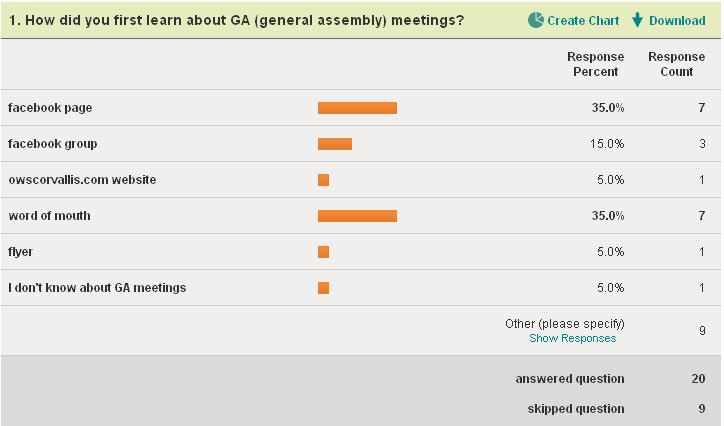 1. How did you first learn about GA (general assembly) meetings? Create Chart Download
Response Percent Response Count
facebook page 35.0% 7
facebook group 15.0% 3
owscorvallis.com website 5.0% 1
word of mouth 35.0% 7
flyer 5.0% 1
I don't know about GA meetings 5.0% 1
Other (please specify) 9
Show Responses
answered question 20
skipped question 9